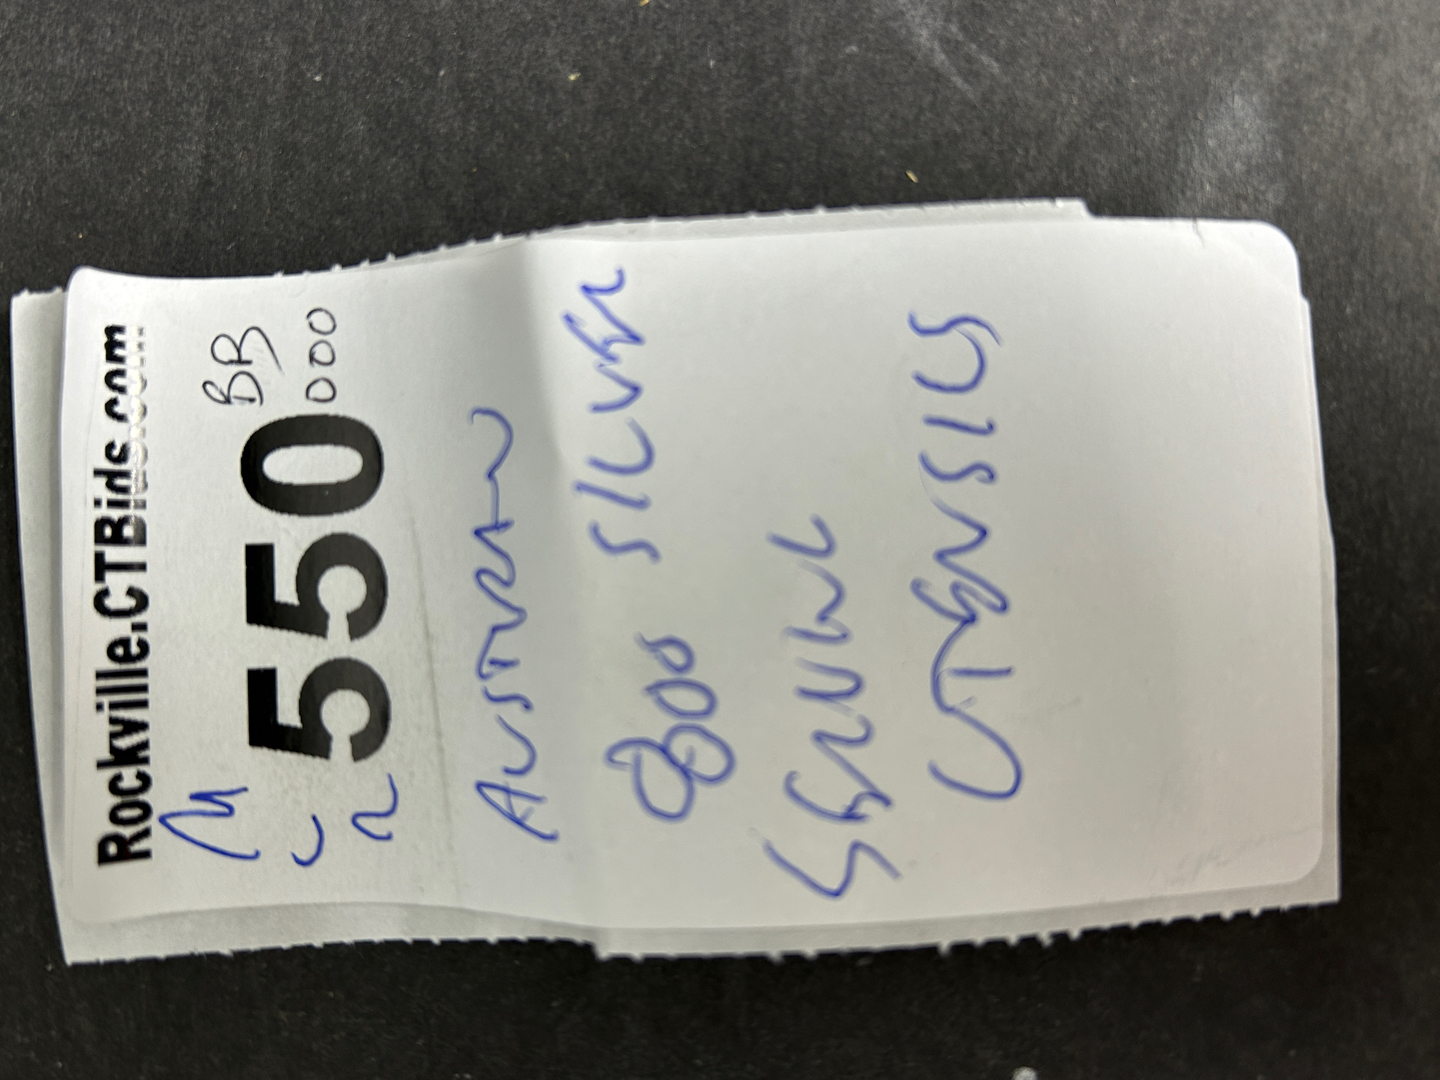 Rockville.CTBids.com
BB
550
000
AUSTRIAN
800 SILVER
SERVING
UTENSILS